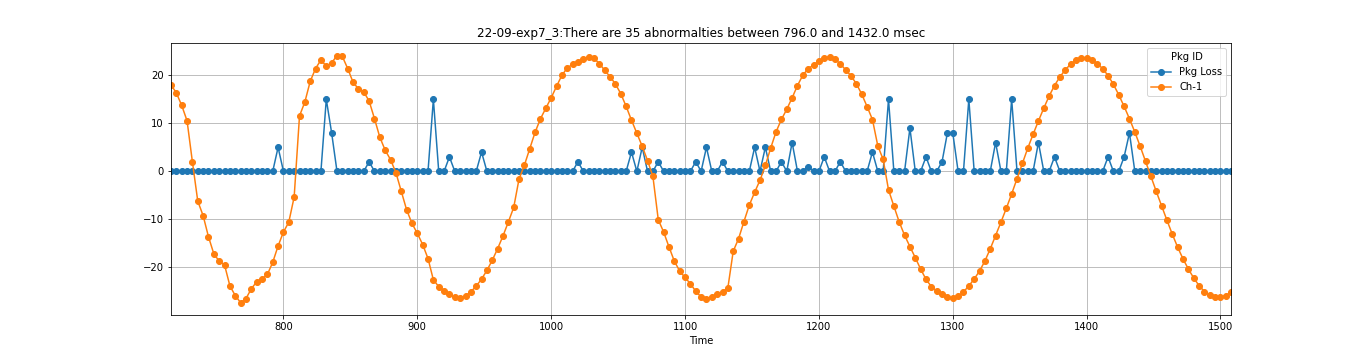 22-09-exp7_3:There are 35 abnormalties between 796.0 and 1432.0 msec
Pkg ID
Pkg Loss
Ch-1
20
10
0
−10
−20
800 900 1000 1100 1200 1300 1400 1500
Time